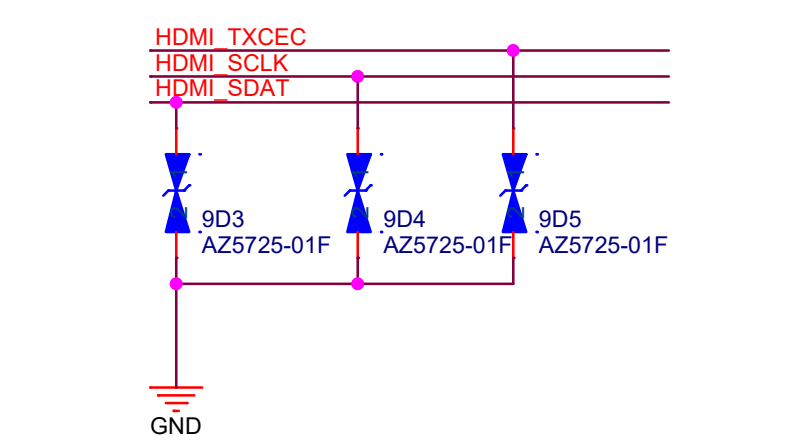 HDMI_TXCEC
HDMI_SCLK
HDMI_SDAT
9D3
AZ5725-01F
9D4
AZ5725-01F
9D5
AZ5725-01F
GND